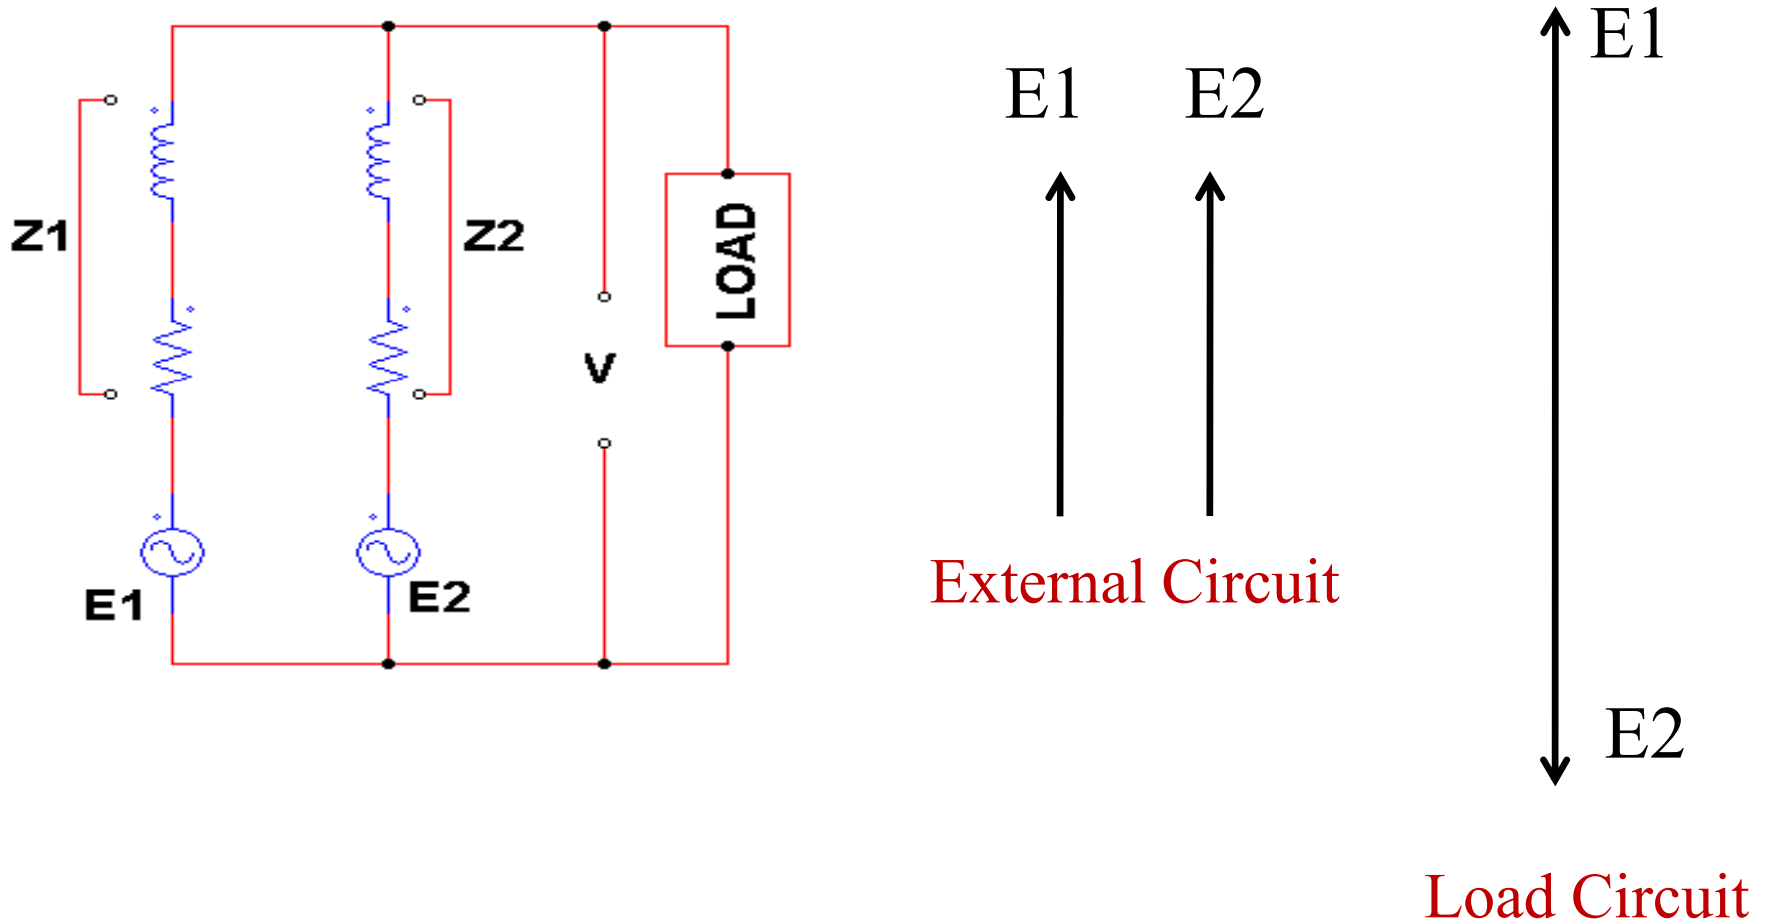 Z1
Z2
E1
E2
V
LOAD
E1
E2
External Circuit
E1
E2
Load Circuit